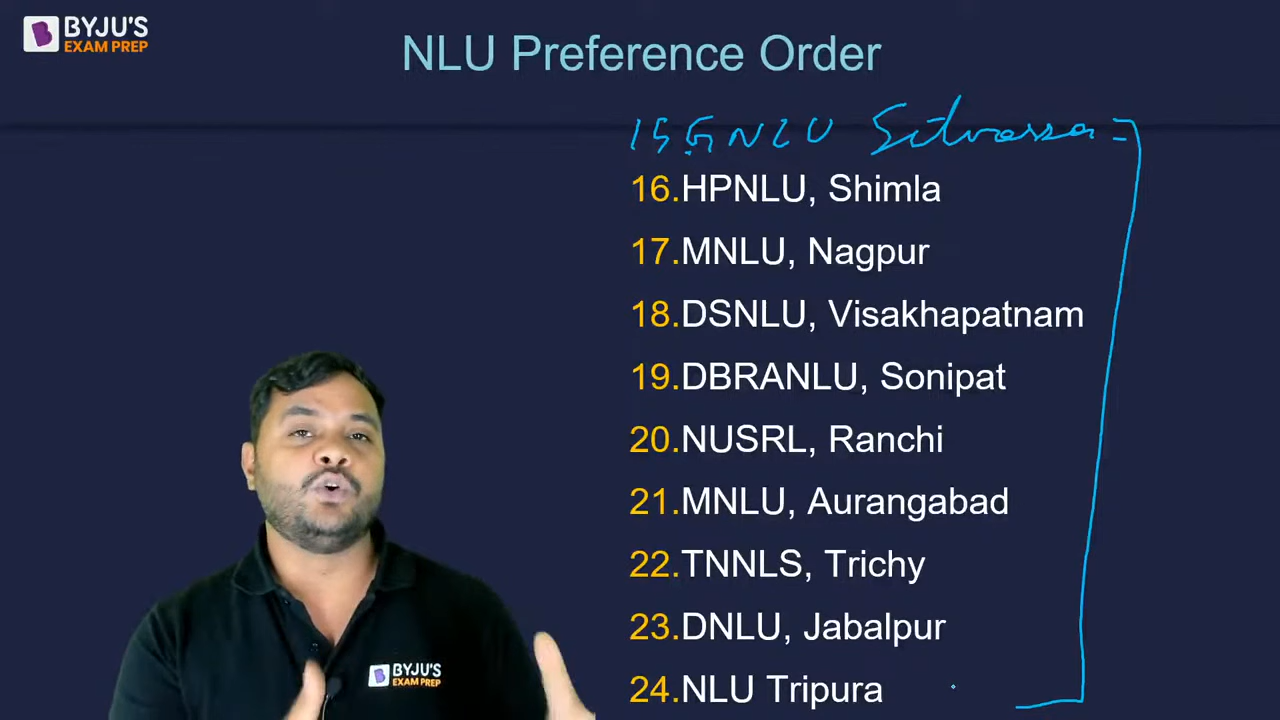 BYJU'S
EXAM PREP
NLU Preference Order
15 GNLU Silvassa
16.HPNLU, Shimla
17.MNLU, Nagpur
18.DSNLU, Visakhapatnam
19.DBRANLU, Sonipat
20.NUSRL, Ranchi
21.MNLU, Aurangabad
22.TNNLS, Trichy
23.DNLU, Jabalpur
24.NLU Tripura
BYJU'S
EXAM PREP